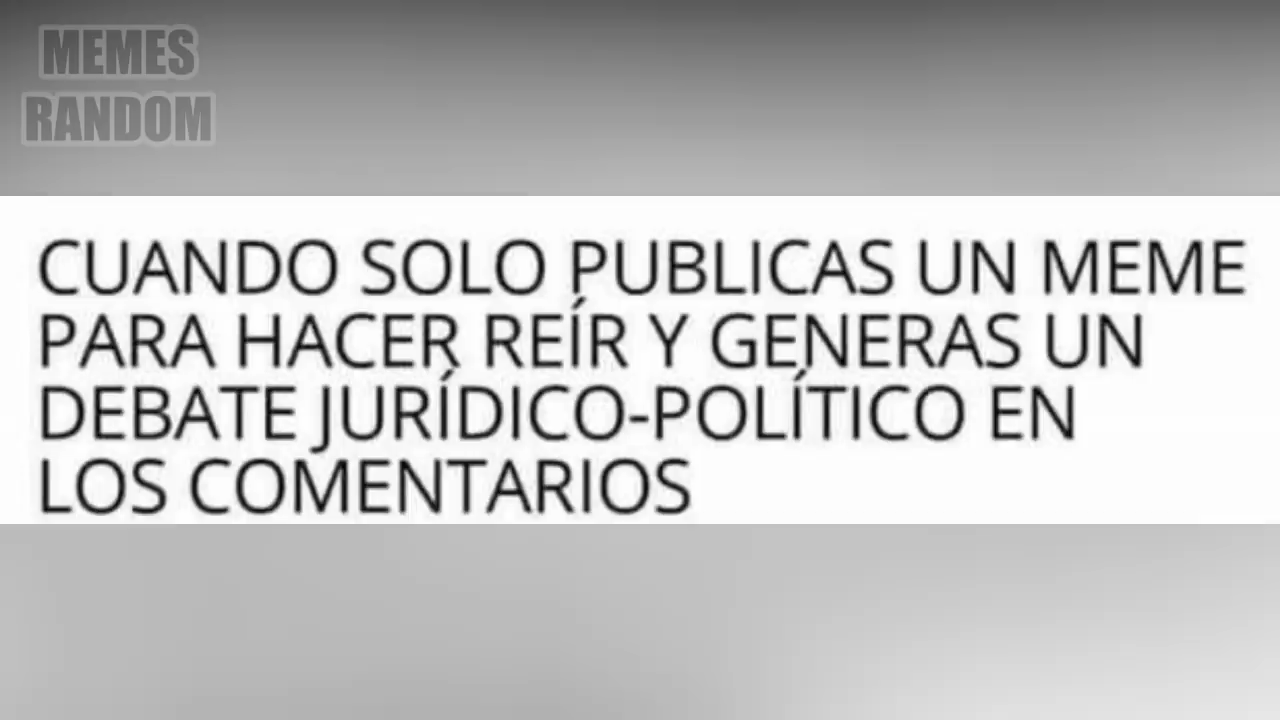 MEMES
RANDOM
CUANDO SOLO PUBLICAS UN MEME
PARA HACER REÍR Y GENERAS UN
DEBATE JURÍDICO-POLÍTICO EN
LOS COMENTARIOS